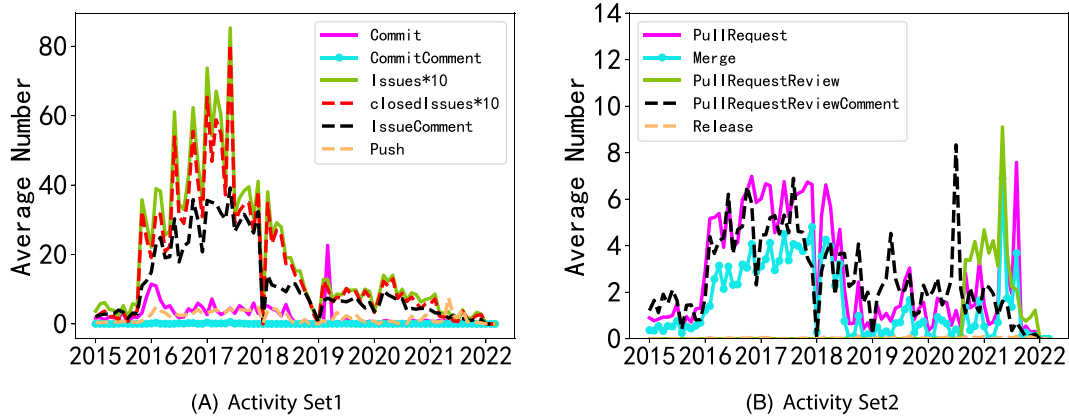 Average Number
80
60
40
20
0
Commit
CommitComment
Issues*10
closedIssues*10
IssueComment
Push
2015 2016 2017 2018 2019 2020 2021 2022
(A) Activity Set1
Average Number
14
12
10
8
6
4
2
0
PullRequest
Merge
PullRequestReview
PullRequestReviewComment
Release
2015 2016 2017 2018 2019 2020 2021 2022
(B) Activity Set2